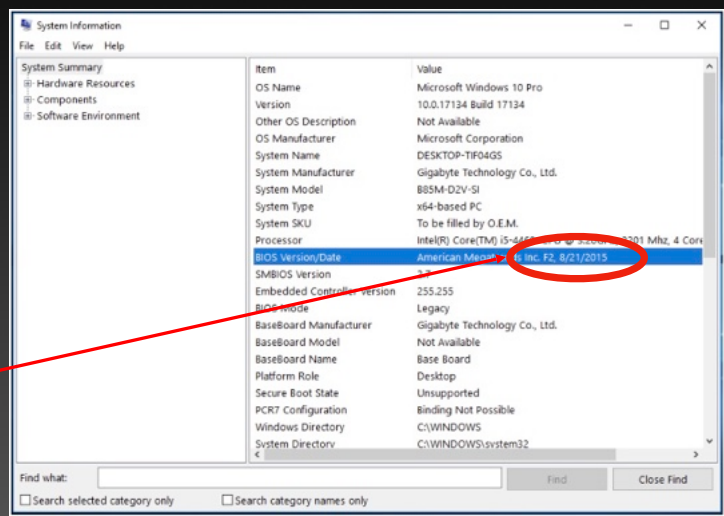 System Information
File Edit View Help
System Summary
Hardware Resources
Components
Software Environment
Item Value
OS Name Microsoft Windows 10 Pro
Version 10.0.17134 Build 17134
Other OS Description Not Available
OS Manufacturer Microsoft Corporation
System Name DESKTOP-TIF04GS
System Manufacturer Gigabyte Technology Co., Ltd.
System Model B85M-D2V-SI
System Type x64-based PC
System SKU To be filled by O.E.M.
Processor Intel(R) Core(TM) Mhz, 4 Core
BIOS Version/Date American Inc. F2, 8/21/2015
SMBIOS Version
Embedded Controller Version 255.255
BIOS Mode Legacy
BaseBoard Manufacturer Gigabyte Technology Co., Ltd.
BaseBoard Model Not Available
BaseBoard Name Base Board
Platform Role Desktop
Secure Boot State Unsupported
PCR7 Configuration Binding Not Possible
Windows Directory C:\WINDOWS
System Directory C:\WINDOWS\system32
Find what: Find Close Find
Search selected category only Search category names only